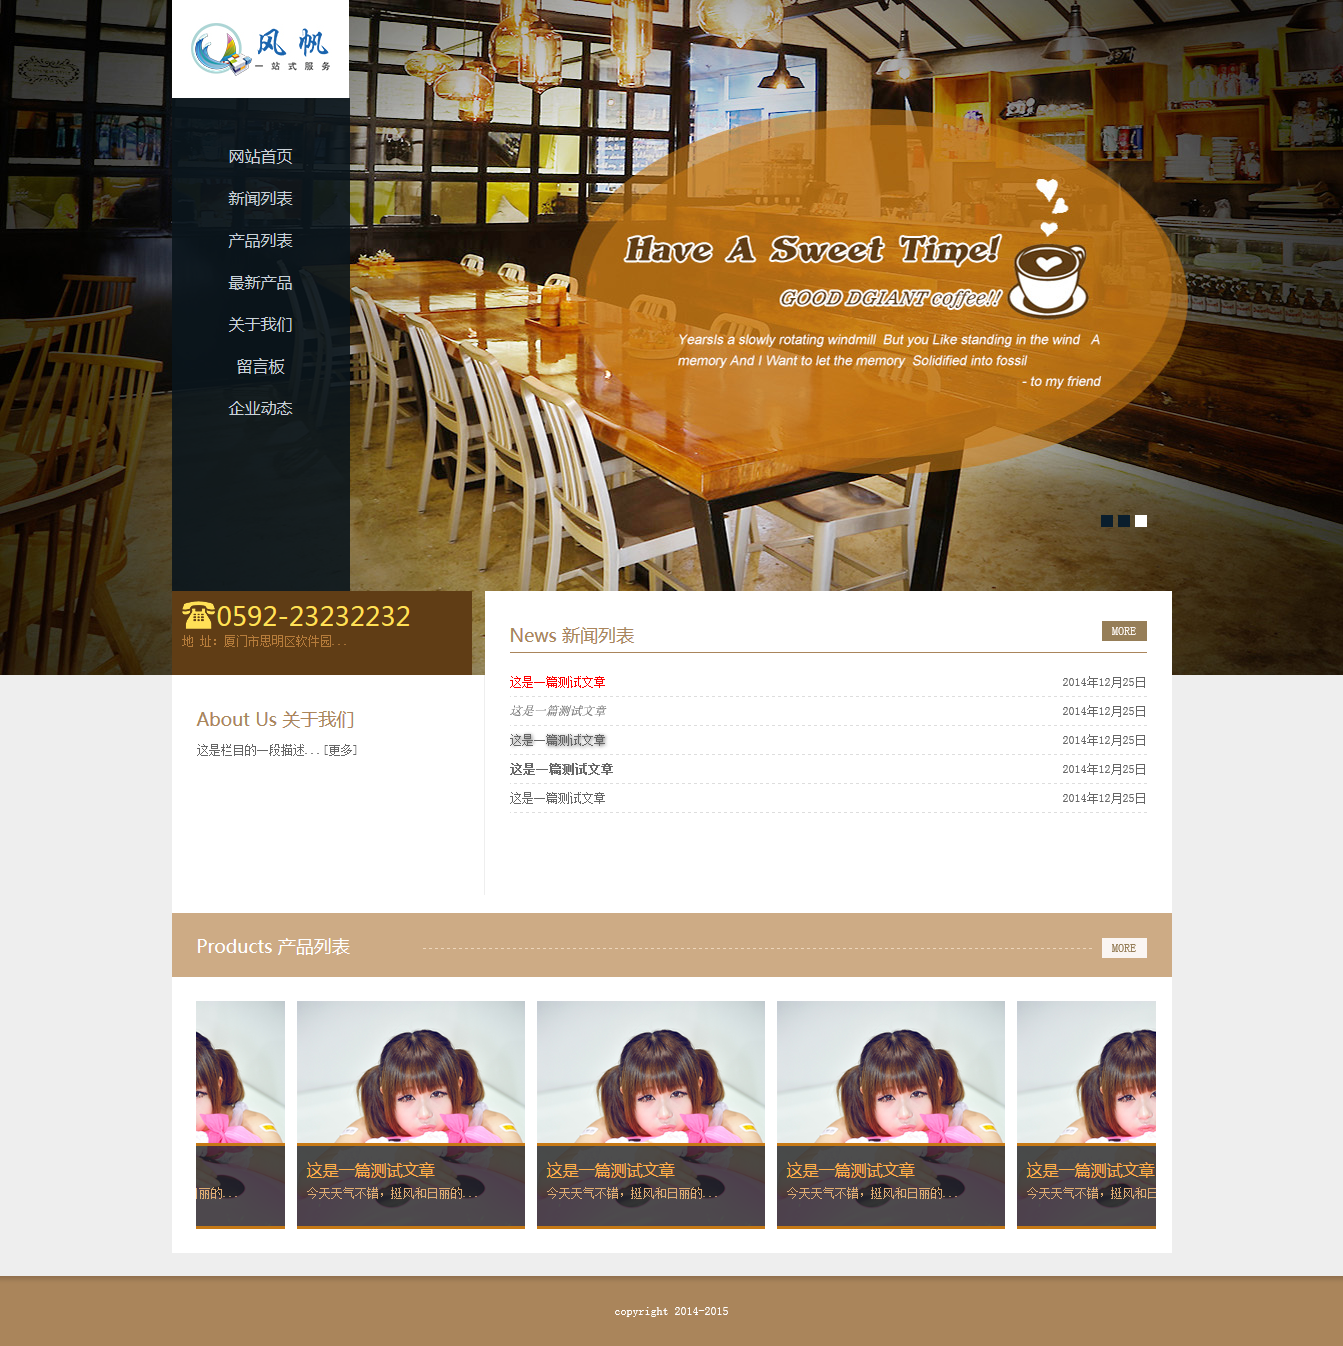 风帆
一站式服务
网站首页
新闻列表
产品列表
最新产品
关于我们
留言板
企业动态
Have A Sweet Time!
GOOD DGIANT coffee!!
YearsIs a slowly rotating windmill But you Like standing in the wind A
memory And I Want to let the memory Solidified into fossil
- to my friend
0592-23232232
地 址: 厦门市思明区软件园...
About Us 关于我们
这是栏目的一段描述...[更多]
News 新闻列表
MORE
这是一篇测试文章 2014年12月25日
这是一篇测试文章 2014年12月25日
这是一篇测试文章 2014年12月25日
这是一篇测试文章 2014年12月25日
这是一篇测试文章 2014年12月25日
Products 产品列表
MORE
丽的...
这是一篇测试文章
今天天气不错，挺风和日丽的...
这是一篇测试文章
今天天气不错，挺风和日丽的...
这是一篇测试文章
今天天气不错，挺风和日丽的...
这是一篇测试文章
今天天气不错，挺风和日
copyright 2014-2015